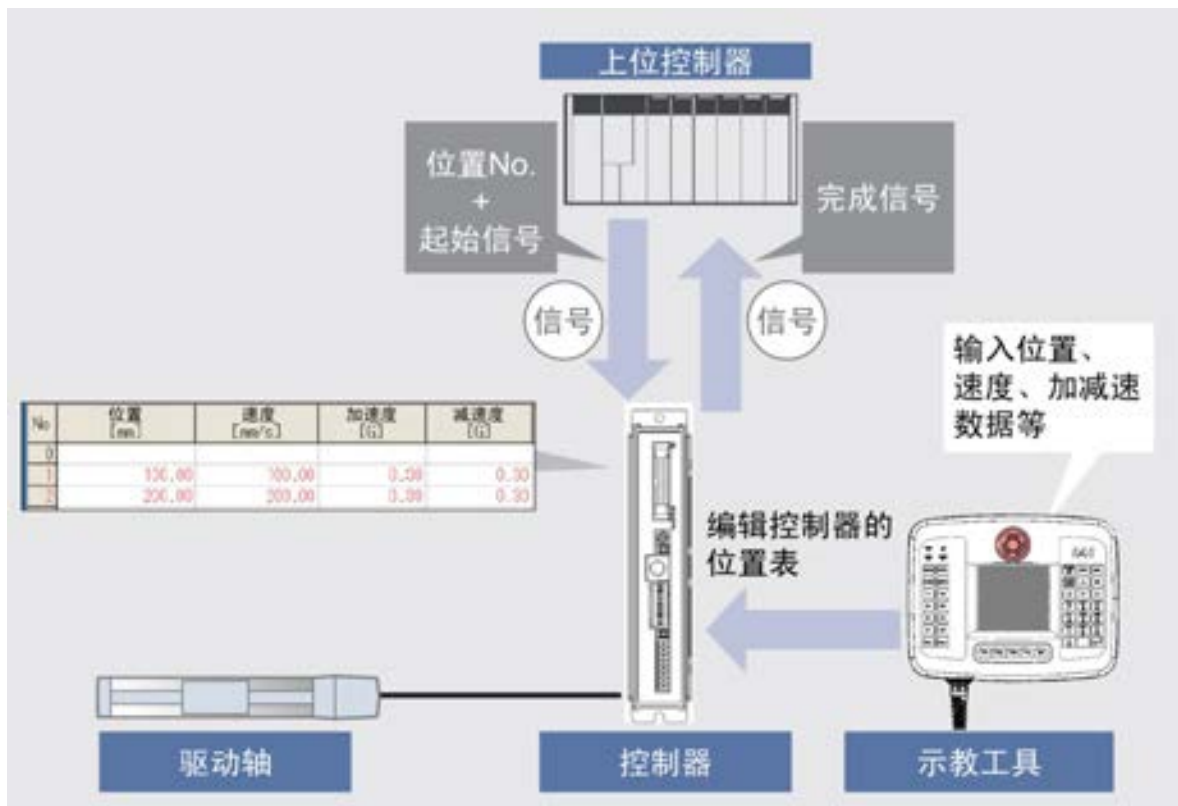 上位控制器
位置No.
+
起始信号
完成信号
信号
信号
输入位置、
速度、加减速
数据等
No 位置 速度 加速度 减速度
[mm] [mm/s] [G] [G]
0
1 100.00 100.00 0.30 0.30
2 200.00 200.00 0.30 0.30
编辑控制器的
位置表
驱动轴
控制器
示教工具